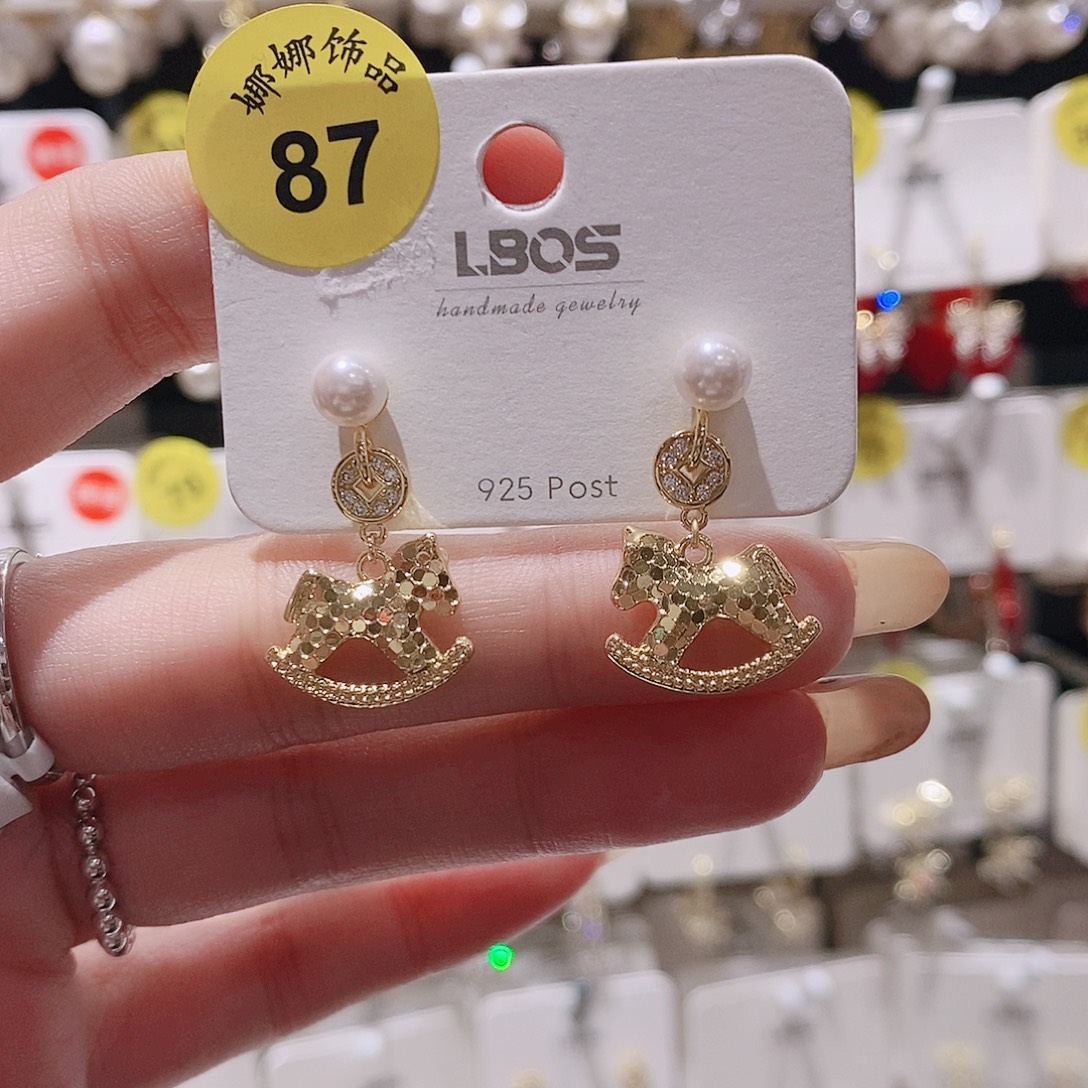 娜娜饰品
87
LBOS
handmade gewelry
925 Post